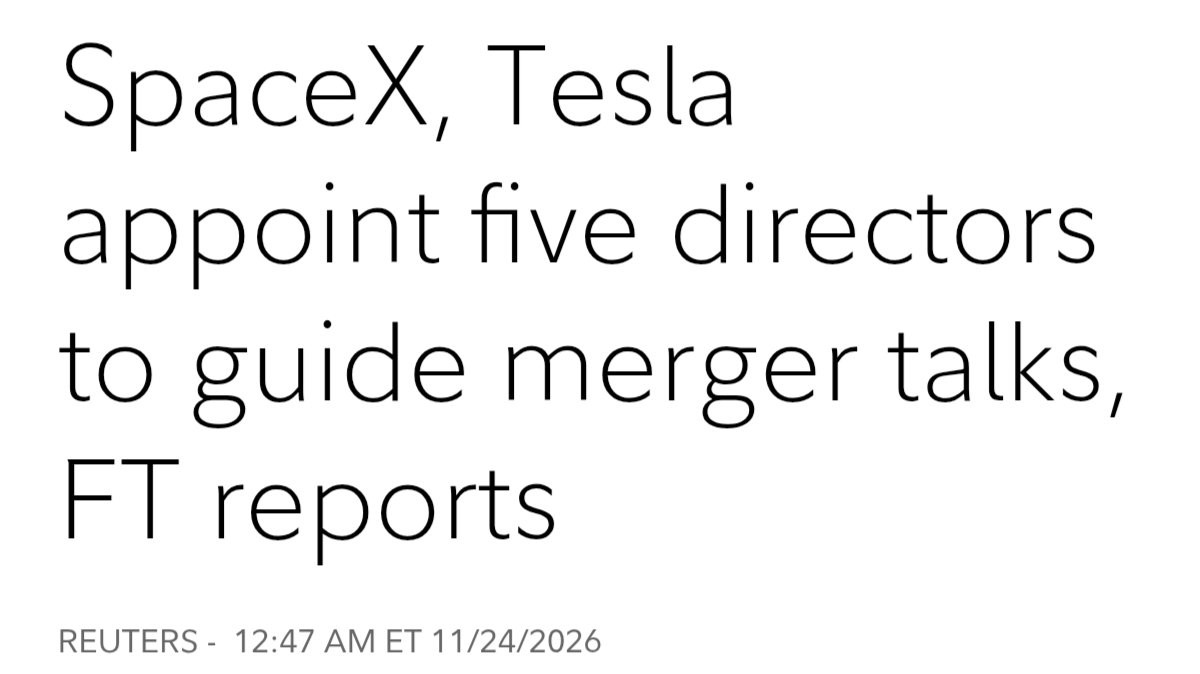 SpaceX, Tesla
appoint five directors
to guide merger talks,
FT reports
REUTERS - 12:47 AM ET 11/24/2026